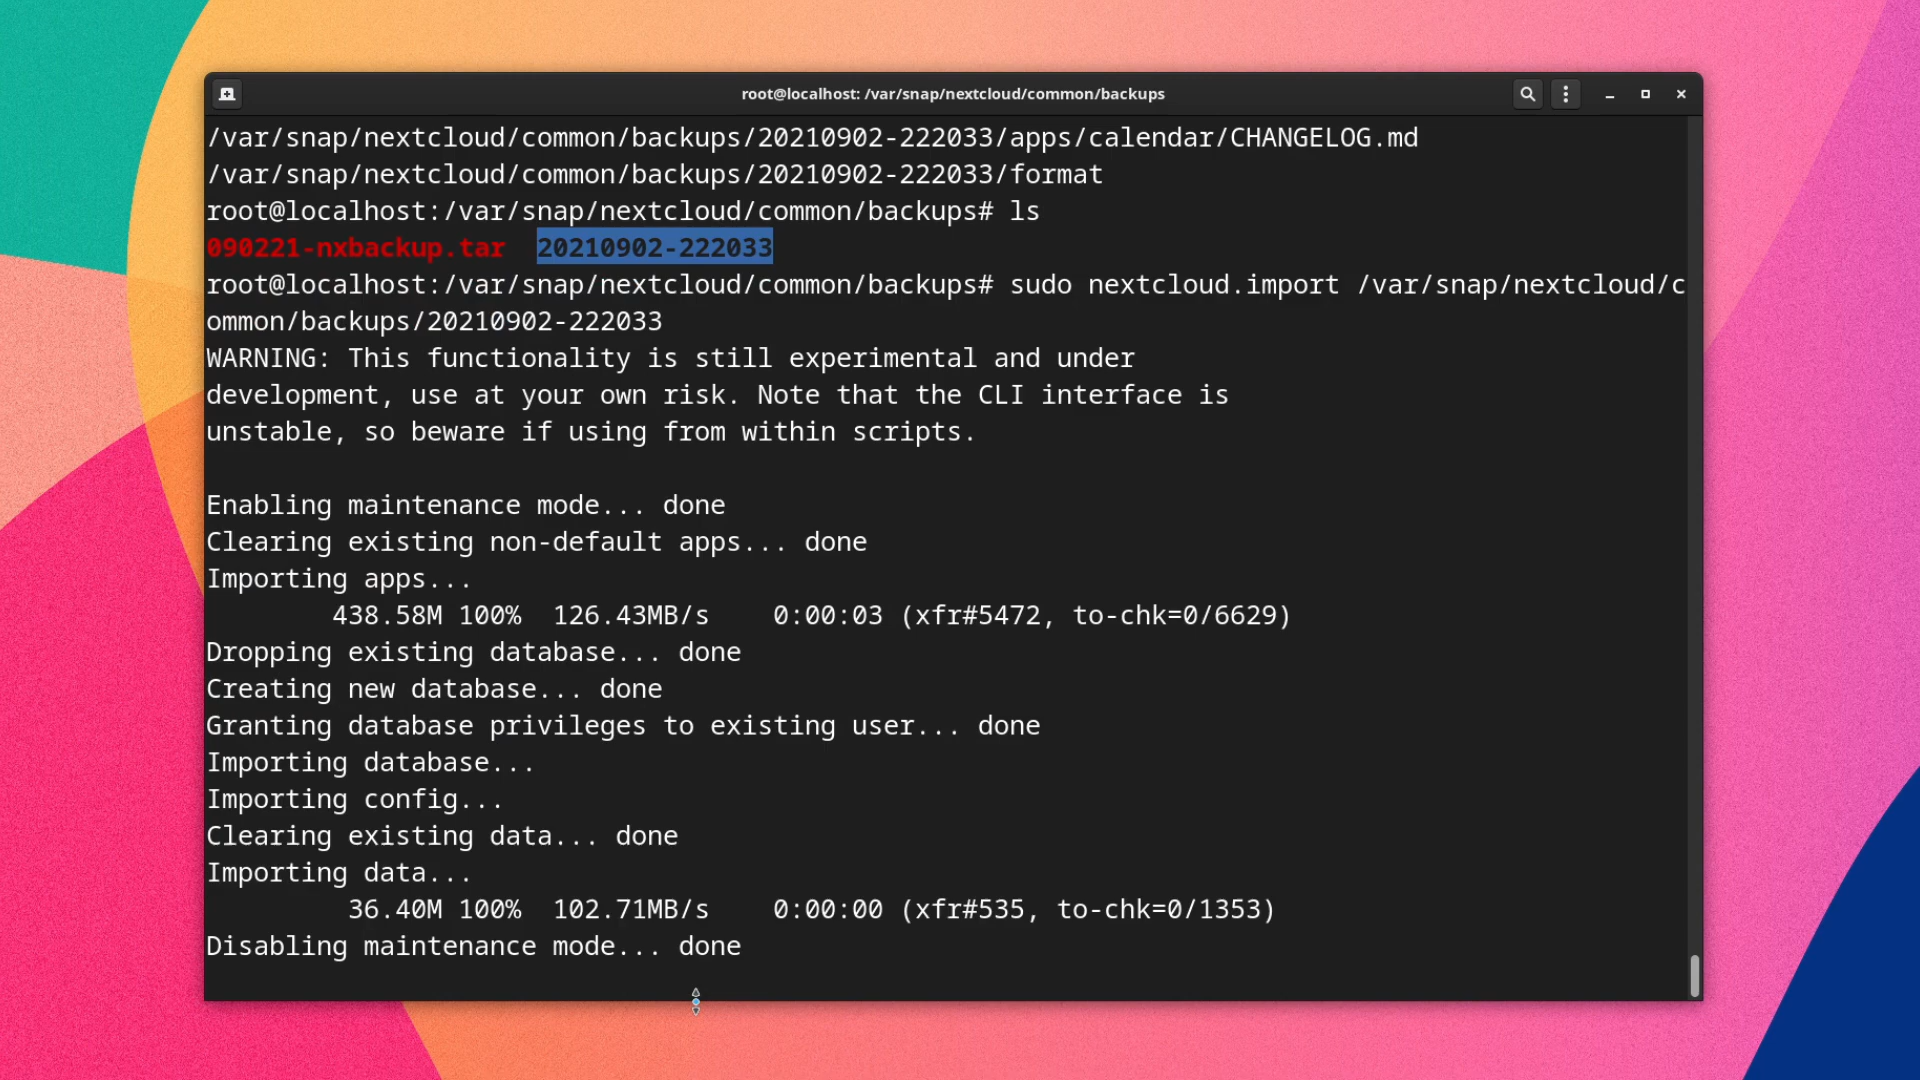 root@localhost: /var/snap/nextcloud/common/backups
/var/snap/nextcloud/common/backups/20210902-222033/apps/calendar/CHANGELOG.md
/var/snap/nextcloud/common/backups/20210902-222033/format
root@localhost:/var/snap/nextcloud/common/backups# ls
090221-nxbackup.tar  20210902-222033
root@localhost:/var/snap/nextcloud/common/backups# sudo nextcloud.import /var/snap/nextcloud/c
ommon/backups/20210902-222033
WARNING: This functionality is still experimental and under
development, use at your own risk. Note that the CLI interface is
unstable, so beware if using from within scripts.
Enabling maintenance mode... done
Clearing existing non-default apps... done
Importing apps...
438.58M 100%  126.43MB/s    0:00:03 (xfr#5472, to-chk=0/6629)
Dropping existing database... done
Creating new database... done
Granting database privileges to existing user... done
Importing database...
Importing config...
Clearing existing data... done
Importing data...
36.40M 100%  102.71MB/s    0:00:00 (xfr#535, to-chk=0/1353)
Disabling maintenance mode... done